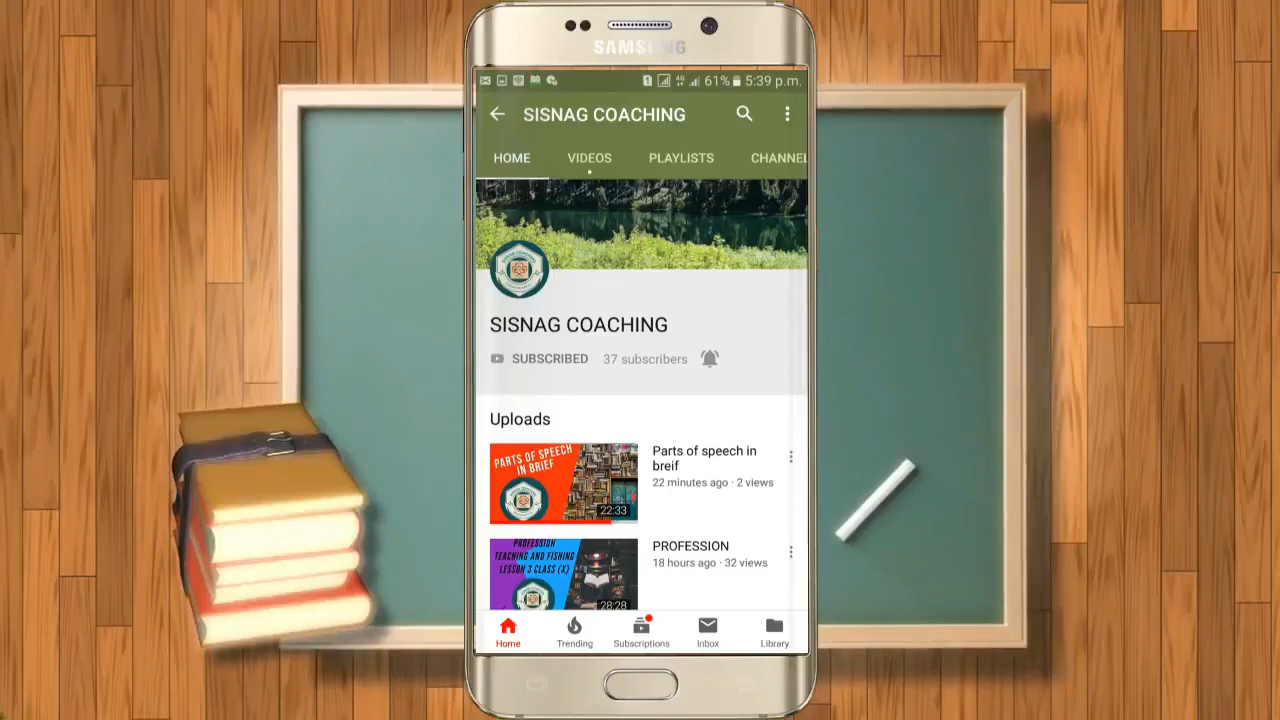 SAMSUNG
61% 5:39 p.m.
SISNAG COACHING
HOME VIDEOS PLAYLISTS CHANNEL
SISNAG COACHING
SUBSCRIBED 37 subscribers
Uploads
PARTS OF SPEECH
IN BRIEF
22:33
Parts of speech in
breif
22 minutes ago · 2 views
PROFESSION
TEACHING AND FISHING
LESSON 3 CLASS (X)
28:28
PROFESSION
18 hours ago · 32 views
Home Trending Subscriptions Inbox Library